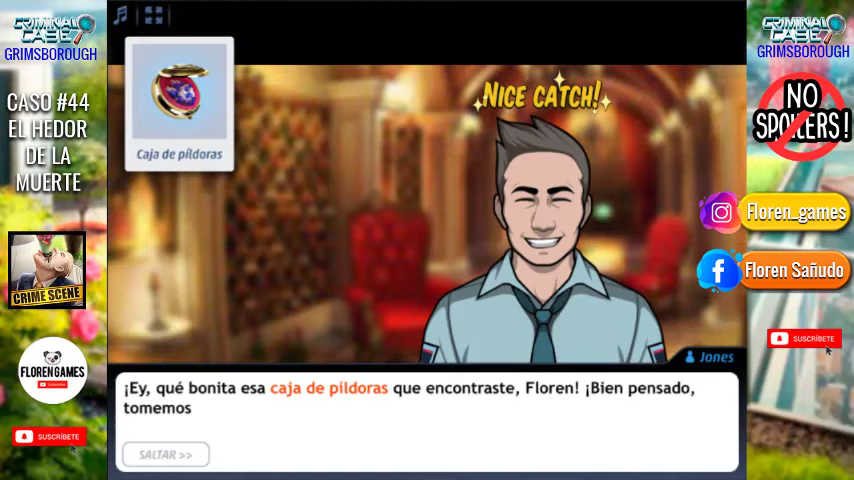 CRIMINAL CASE
GRIMSBOROUGH
CASO #44
EL HEDOR
DE LA
MUERTE
CRIME SCENE
FLOREN GAMES
SUSCRÍBETE
Caja de píldoras
NICE CATCH!
Jones
¡Ey, qué bonita esa caja de píldoras que encontraste, Floren! ¡Bien pensado,
tomemos
SALTAR >>
CRIMINAL CASE
GRIMSBOROUGH
NO
SPOILERS!
Floren_games
Floren Sañudo
SUSCRÍBETE